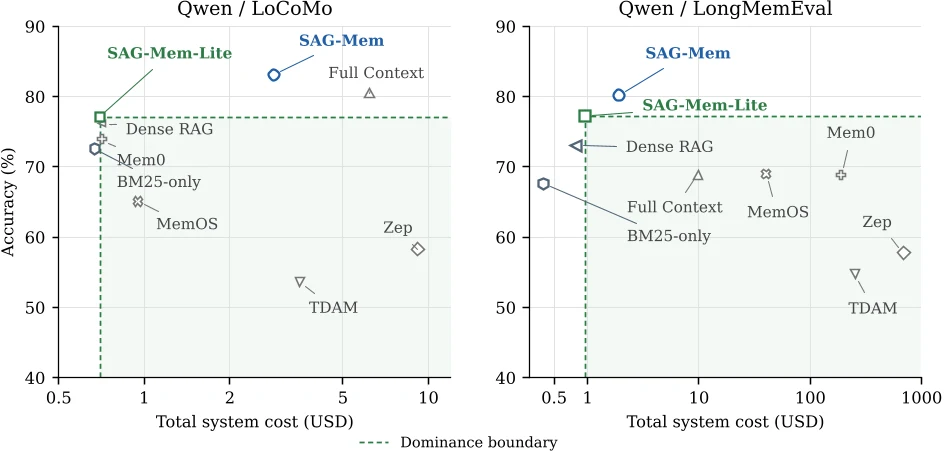 Qwen / LoCoMo
Accuracy (%)
90
80
70
60
50
40
SAG-Mem
SAG-Mem-Lite
Full Context
Dense RAG
Mem0
BM25-only
MemOS
Zep
TDAM
0.5 1 2 5 10
Total system cost (USD)
Qwen / LongMemEval
90
80
70
60
50
40
SAG-Mem
SAG-Mem-Lite
Mem0
Dense RAG
Full Context
MemOS
Zep
BM25-only
TDAM
0.5 1 10 100 1000
Total system cost (USD)
Dominance boundary